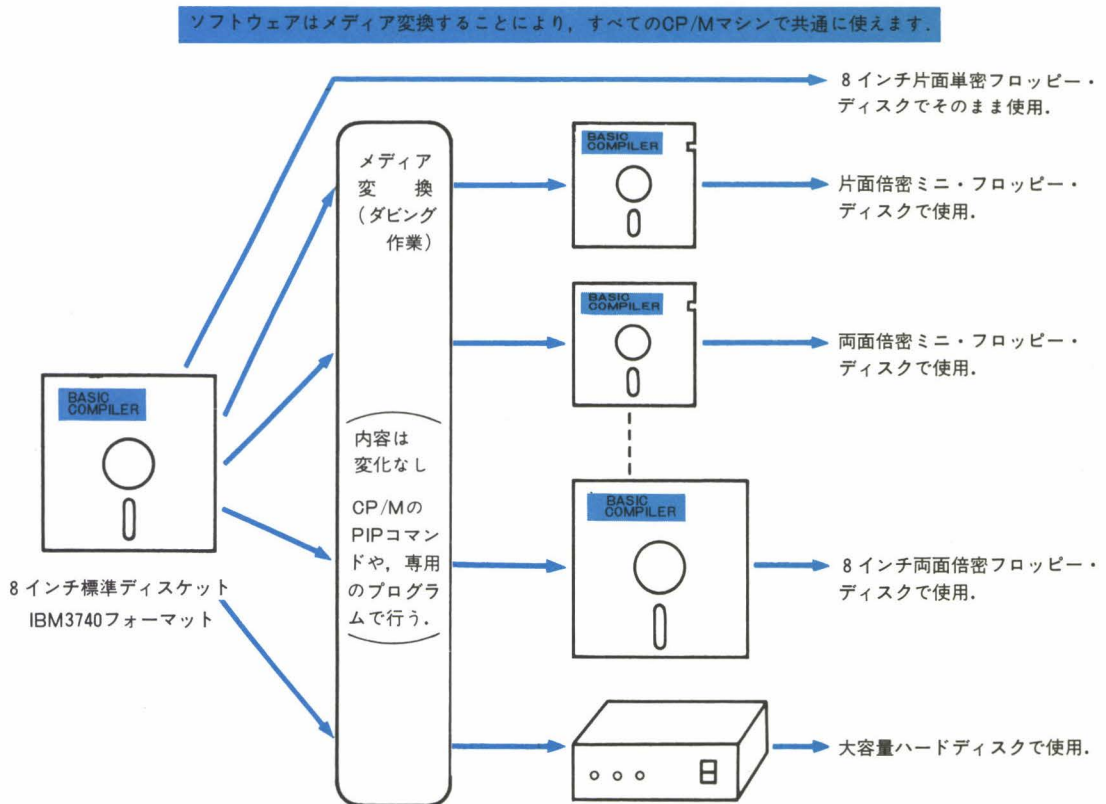 ソフトウェアはメディア変換することにより，すべてのCP/Mマシンで共通に使えます．
8インチ片面単密フロッピー・
ディスクでそのまま使用．
メディア
変　換
（ダビング
作業）
BASIC
COMPILER
片面倍密ミニ・フロッピー・
ディスクで使用．
BASIC
COMPILER
両面倍密ミニ・フロッピー・
ディスクで使用．
BASIC
COMPILER
8インチ標準ディスケット
IBM3740フォーマット
内容は
変化なし
CP/Mの
PIPコマン
ドや，専用
のプログラ
ムで行う．
BASIC
COMPILER
8インチ両面倍密フロッピー・
ディスクで使用．
大容量ハードディスクで使用．